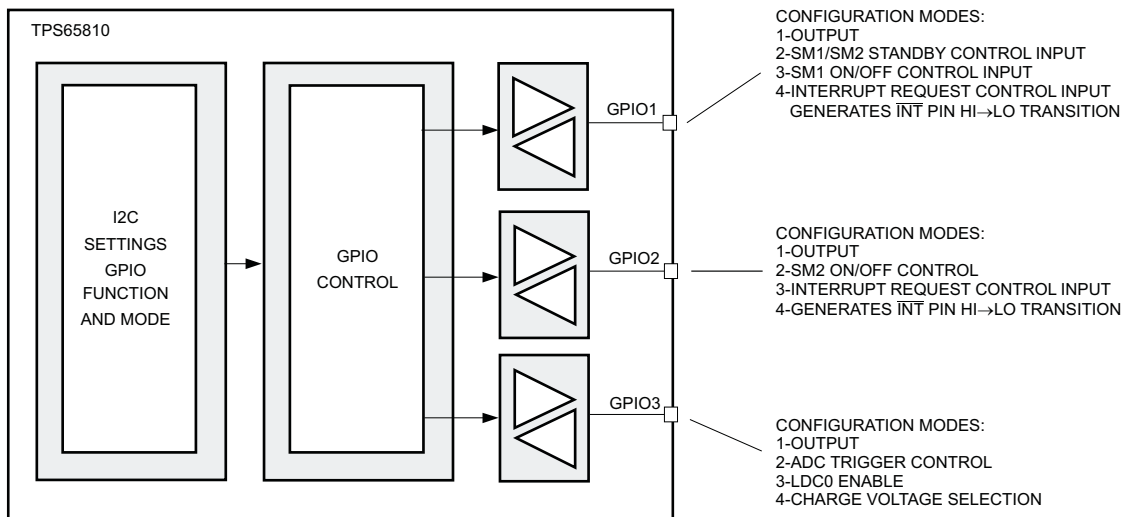 TPS65810
I2C
SETTINGS
GPIO
FUNCTION
AND MODE
GPIO
CONTROL
GPIO1
GPIO2
GPIO3
CONFIGURATION MODES:
1-OUTPUT
2-SM1/SM2 STANDBY CONTROL INPUT
3-SM1 ON/OFF CONTROL INPUT
4-INTERRUPT REQUEST CONTROL INPUT
GENERATES I̅N̅T̅ PIN HI→LO TRANSITION
CONFIGURATION MODES:
1-OUTPUT
2-SM2 ON/OFF CONTROL
3-INTERRUPT REQUEST CONTROL INPUT
4-GENERATES I̅N̅T̅ PIN HI→LO TRANSITION
CONFIGURATION MODES:
1-OUTPUT
2-ADC TRIGGER CONTROL
3-LDC0 ENABLE
4-CHARGE VOLTAGE SELECTION